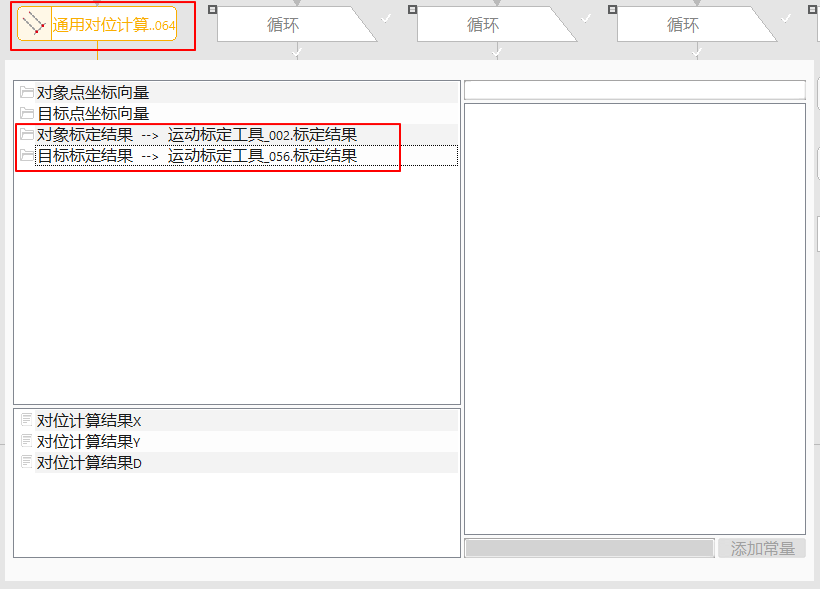 通用对位计算..064
循环
循环
循环
对象点坐标向量
目标点坐标向量
对象标定结果 --> 运动标定工具_002.标定结果
目标标定结果 --> 运动标定工具_056.标定结果
对位计算结果X
对位计算结果Y
对位计算结果D
添加常量